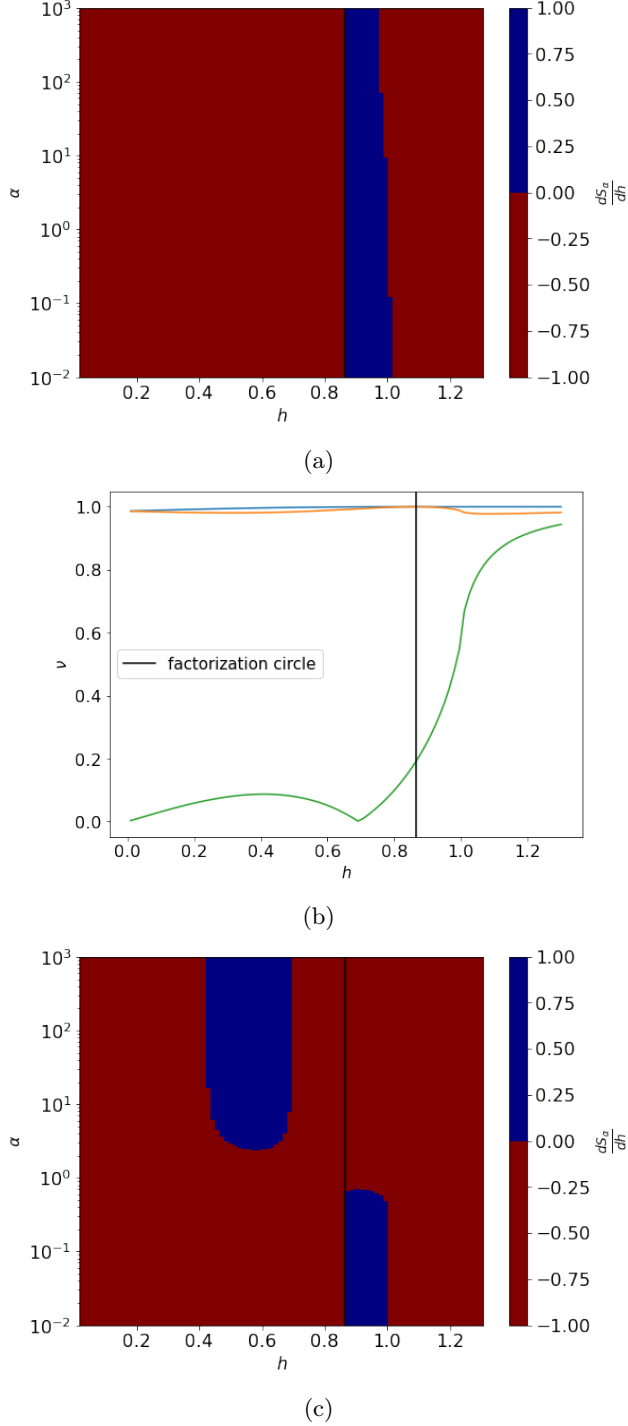 10³
10²
10¹
10⁰
10⁻¹
10⁻²
α
0.2 0.4 0.6 0.8 1.0 1.2
h
1.00
0.75
0.50
0.25
0.00
−0.25
−0.50
−0.75
−1.00
dSα/dh
(a)
1.0
0.8
0.6
0.4
0.2
0.0
ν
factorization circle
0.0 0.2 0.4 0.6 0.8 1.0 1.2
h
(b)
10³
10²
10¹
10⁰
10⁻¹
10⁻²
α
0.2 0.4 0.6 0.8 1.0 1.2
h
1.00
0.75
0.50
0.25
0.00
−0.25
−0.50
−0.75
−1.00
dSα/dh
(c)